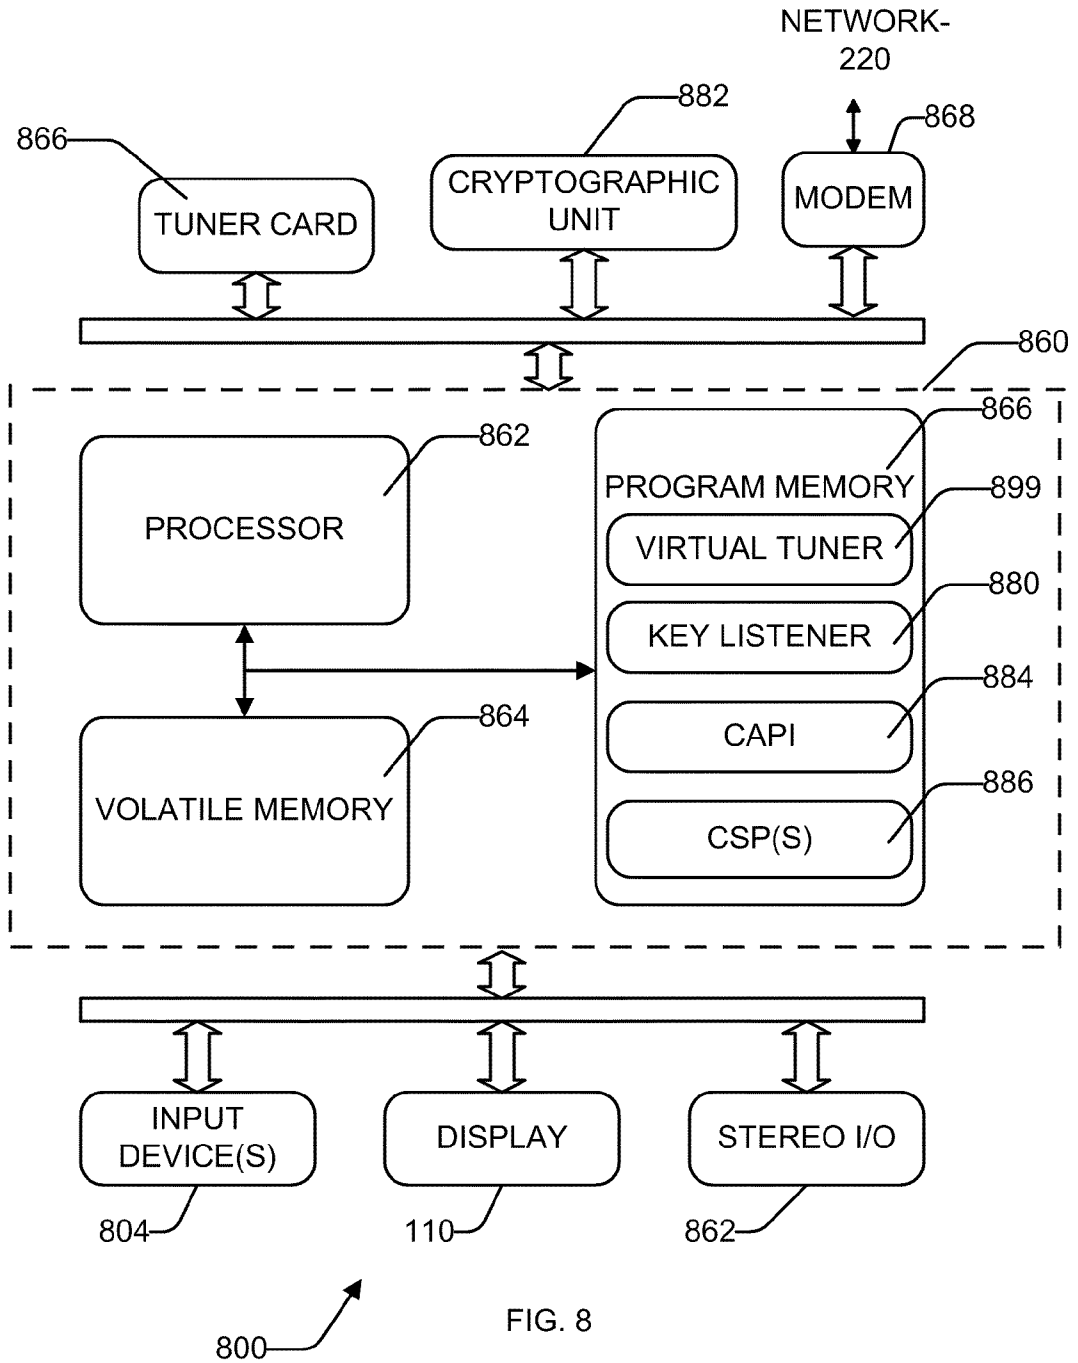 NETWORK-
220
882
868
866
CRYPTOGRAPHIC
UNIT
MODEM
TUNER CARD
860
866
862
PROGRAM MEMORY
899
PROCESSOR
VIRTUAL TUNER
880
KEY LISTENER
884
864
CAPI
886
VOLATILE MEMORY
CSP(S)
INPUT
DEVICE(S)
DISPLAY
STEREO I/O
804
110
862
FIG. 8
800